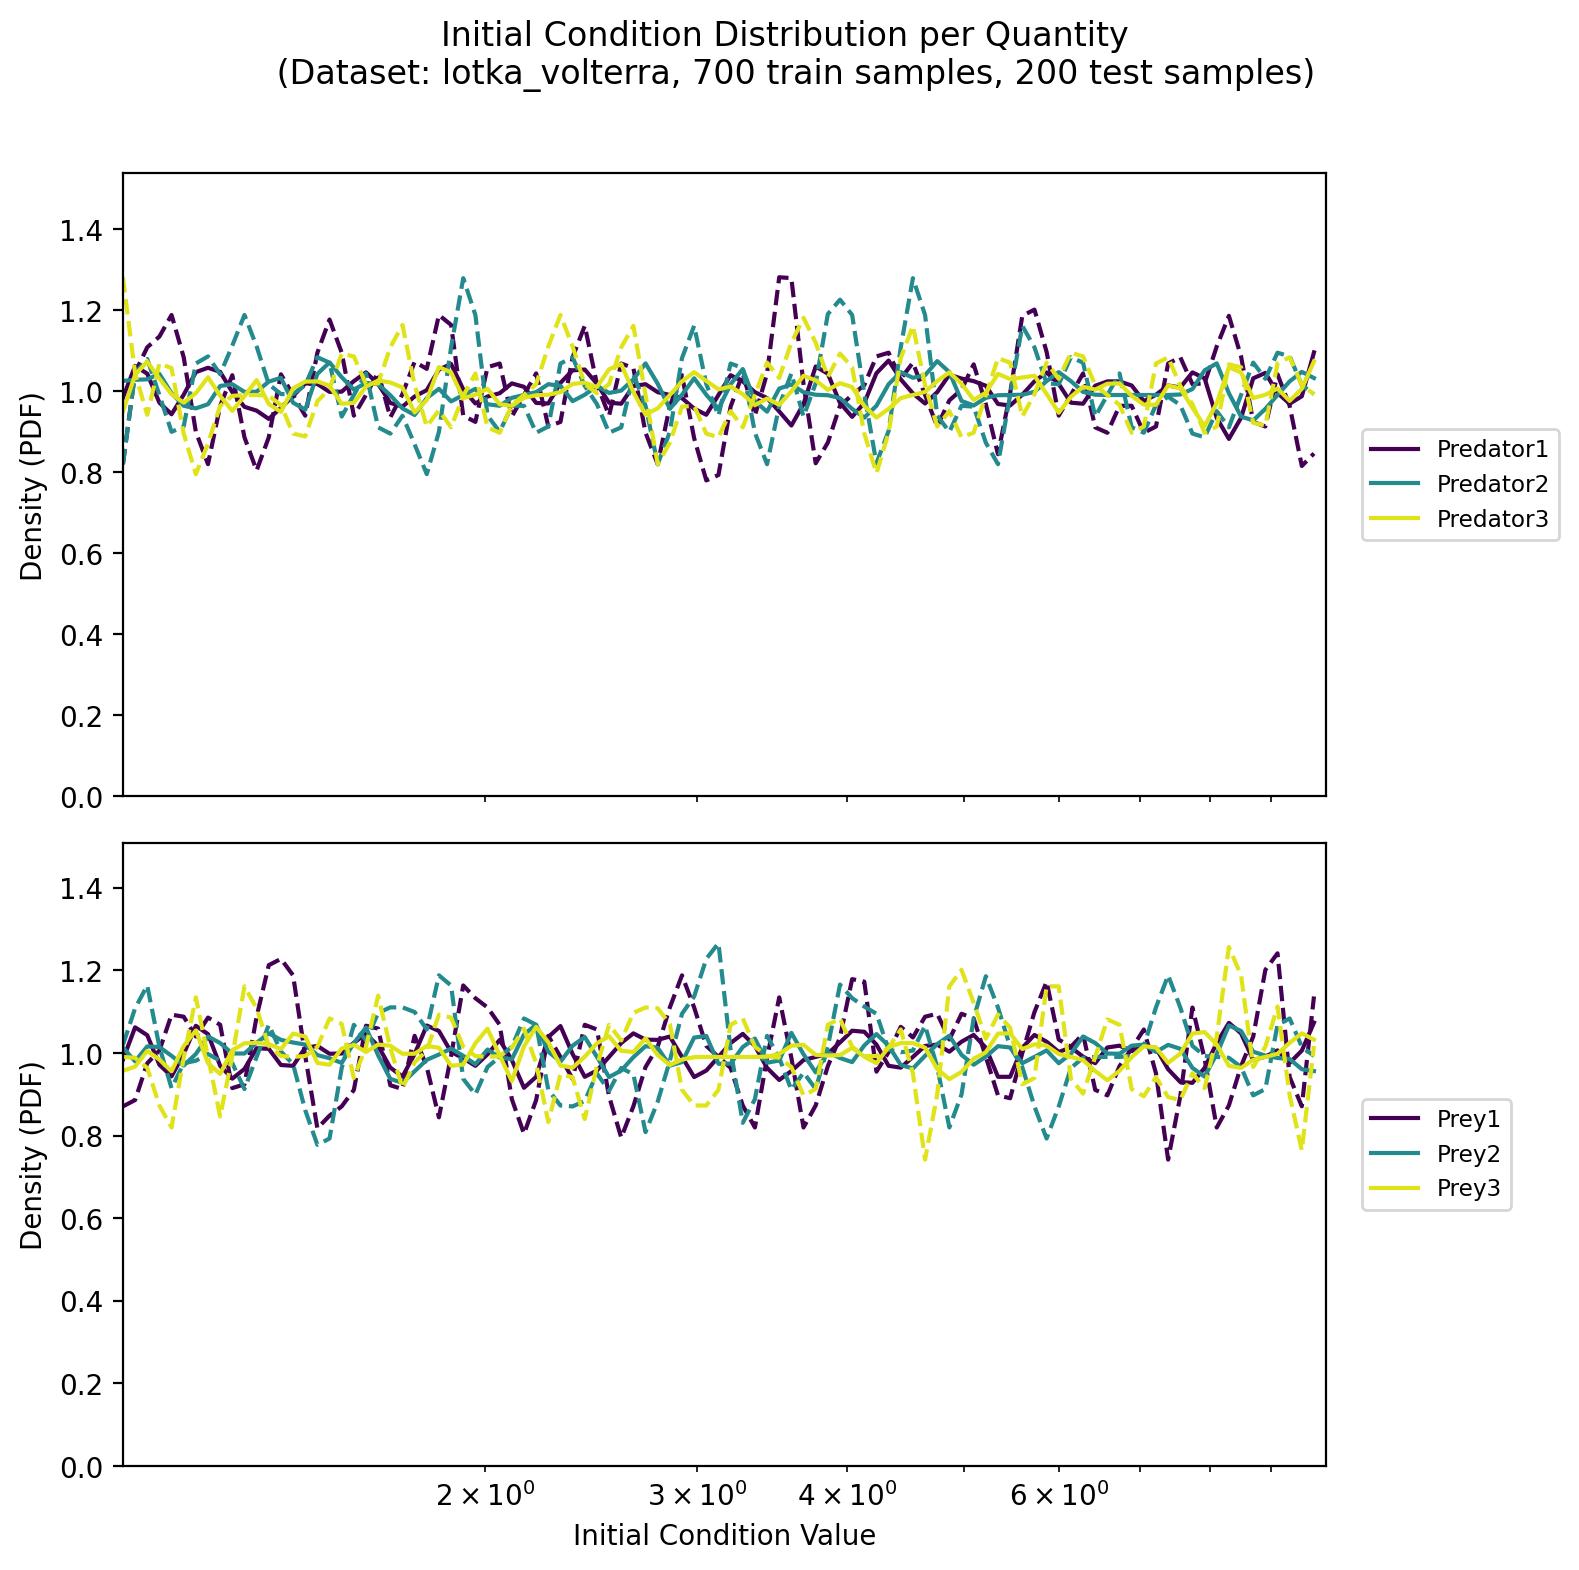 Initial Condition Distribution per Quantity
(Dataset: lotka_volterra, 700 train samples, 200 test samples)
Density (PDF)
1.4
1.2
1.0
0.8
0.6
0.4
0.2
0.0
Predator1
Predator2
Predator3
Density (PDF)
1.4
1.2
1.0
0.8
0.6
0.4
0.2
0.0
Prey1
Prey2
Prey3
2 × 10⁰ 3 × 10⁰ 4 × 10⁰ 6 × 10⁰
Initial Condition Value